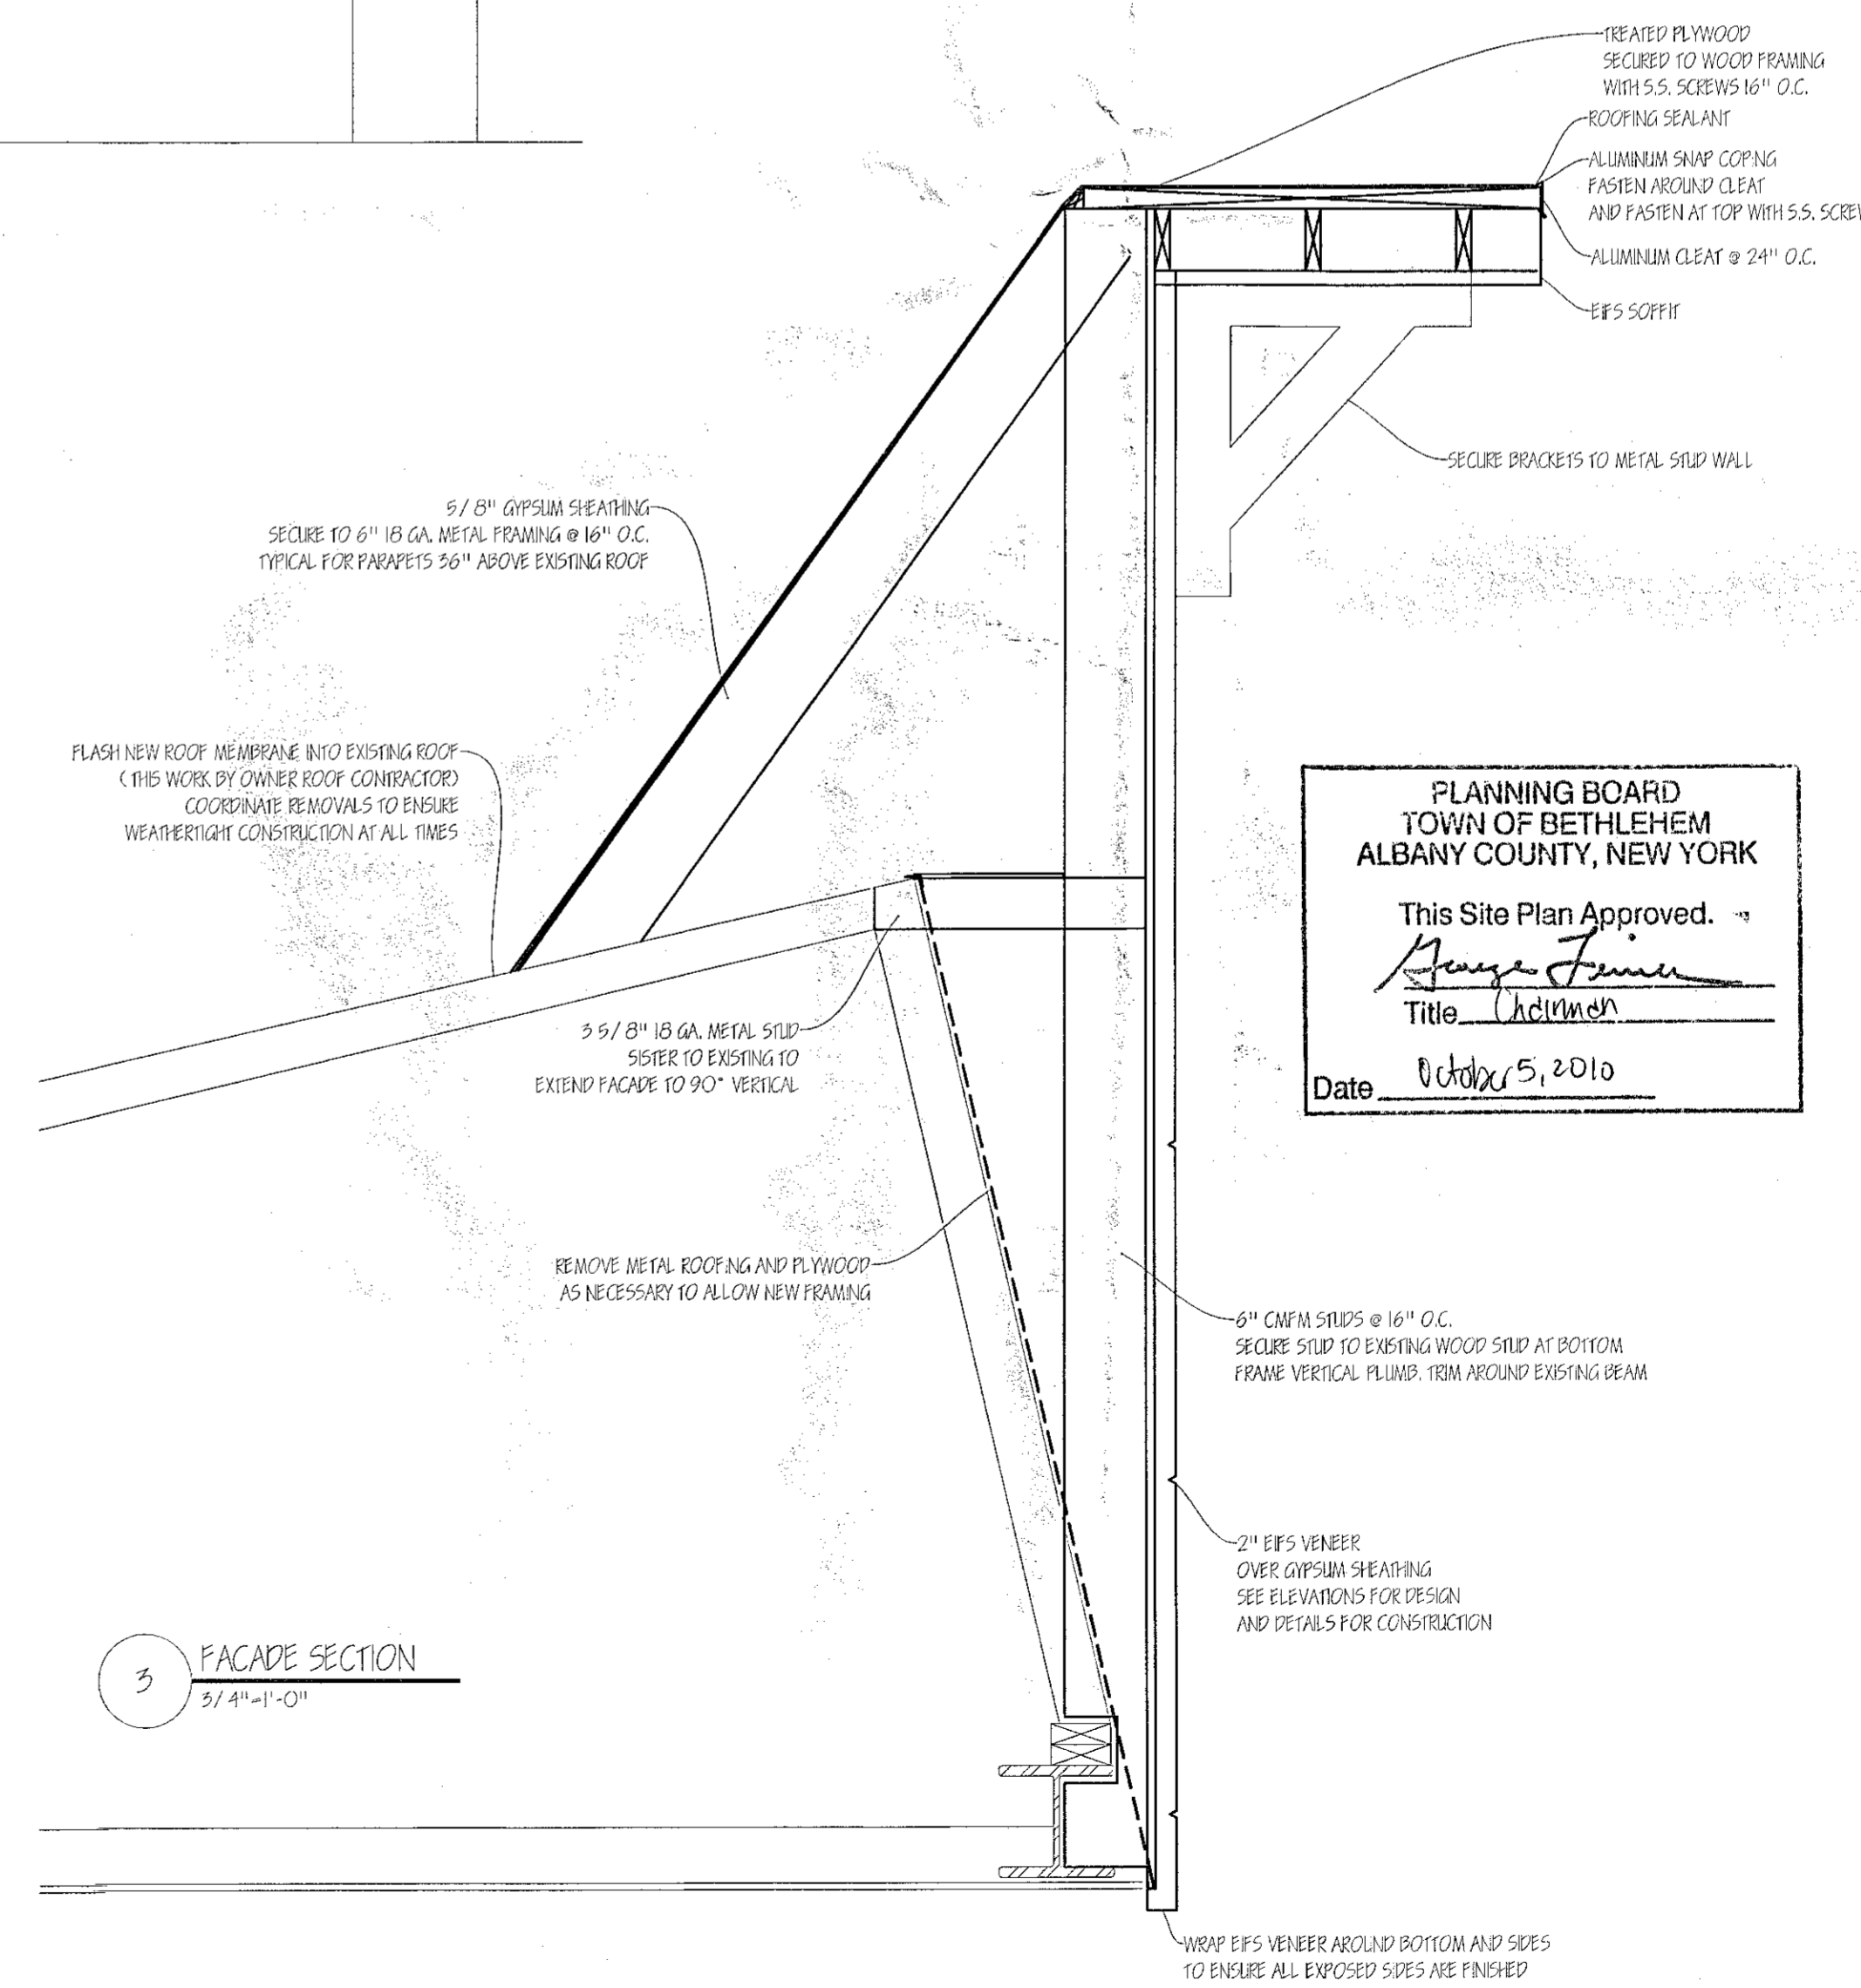 TREATED PLYWOOD
SECURED TO WOOD FRAMING
WITH S.S. SCREWS 16" O.C.
ROOFING SEALANT
ALUMINUM SNAP COPING
FASTEN AROUND CLEAT
AND FASTEN AT TOP WITH S.S. SCREW
ALUMINUM CLEAT @ 24" O.C.
EIFS SOFFIT
SECURE BRACKETS TO METAL STUD WALL
5/8" GYPSUM SHEATHING
SECURE TO 6" 18 GA. METAL FRAMING @ 16" O.C.
TYPICAL FOR PARAPETS 36" ABOVE EXISTING ROOF
FLASH NEW ROOF MEMBRANE INTO EXISTING ROOF
(THIS WORK BY OWNER ROOF CONTRACTOR)
COORDINATE REMOVALS TO ENSURE
WEATHERTIGHT CONSTRUCTION AT ALL TIMES
PLANNING BOARD
TOWN OF BETHLEHEM
ALBANY COUNTY, NEW YORK
This Site Plan Approved.
George
Title Chairman
Date October 5, 2010
3 5/8" 18 GA. METAL STUD
SISTER TO EXISTING TO
EXTEND FACADE TO 90° VERTICAL
REMOVE METAL ROOFING AND PLYWOOD
AS NECESSARY TO ALLOW NEW FRAMING
6" CMFM STUDS @ 16" O.C.
SECURE STUD TO EXISTING WOOD STUD AT BOTTOM
FRAME VERTICAL PLUMB. TRIM AROUND EXISTING BEAM
2" EIFS VENEER
OVER GYPSUM SHEATHING
SEE ELEVATIONS FOR DESIGN
AND DETAILS FOR CONSTRUCTION
3 FACADE SECTION
3/4"=1'-0"
WRAP EIFS VENEER AROUND BOTTOM AND SIDES
TO ENSURE ALL EXPOSED SIDES ARE FINISHED